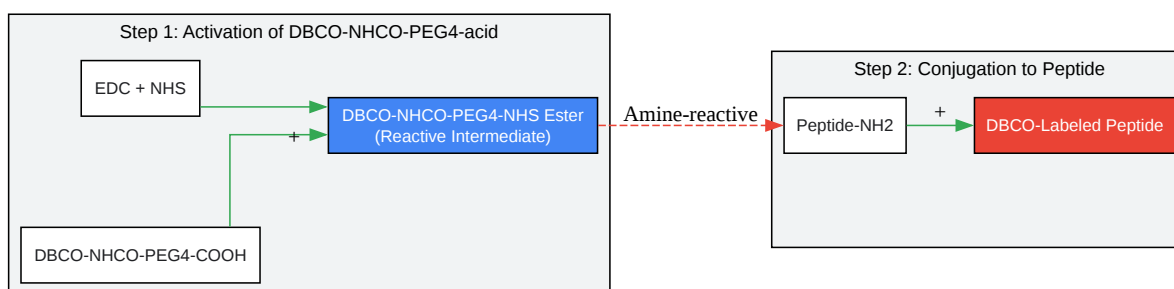 Step 1: Activation of DBCO-NHCO-PEG4-acid
EDC + NHS
DBCO-NHCO-PEG4-NHS Ester
(Reactive Intermediate)
+
DBCO-NHCO-PEG4-COOH
Amine-reactive
Step 2: Conjugation to Peptide
Peptide-NH2
+
DBCO-Labeled Peptide